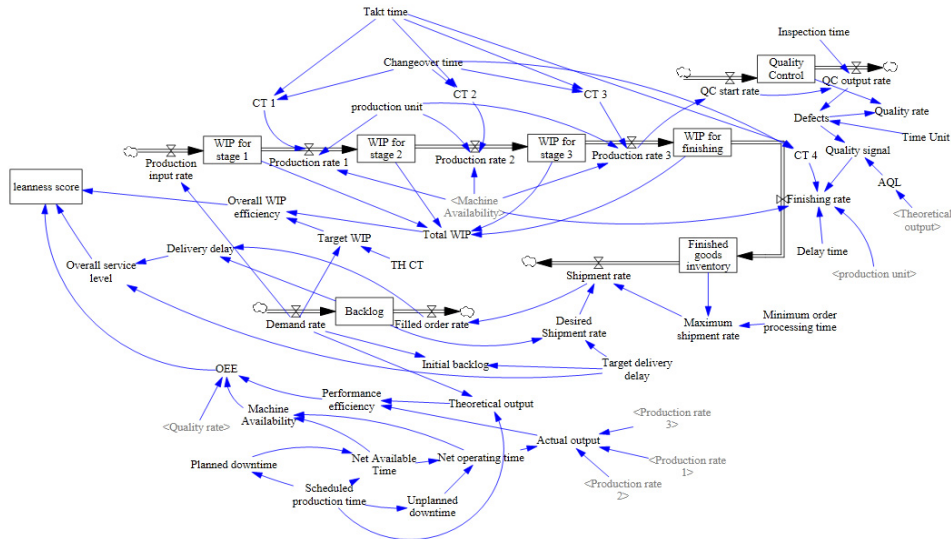 Takt time
Inspection time
Changeover time
Quality
Control
QC start rate
QC output rate
CT 1
CT 2
CT 3
production unit
Defects
Quality rate
Time Unit
WIP for
stage 1
WIP for
stage 2
WIP for
stage 3
WIP for
finishing
Production
input rate
Production rate 1
Production rate 2
Production rate 3
CT 4
Quality signal
AQL
leanness score
Overall WIP
efficiency
<Machine
Availability>
Finishing rate
<Theoretical
output>
Total WIP
Target WIP
TH CT
Delivery delay
Overall service
level
Finished
goods
inventory
Delay time
<production unit>
Shipment rate
Backlog
Demand rate
Filled order rate
Desired
Shipment rate
Maximum
shipment rate
Minimum order
processing time
Initial backlog
Target delivery
delay
OEE
Performance
efficiency
Theoretical output
Machine
Availability
<Quality rate>
<Production rate
3>
Actual output
Planned downtime
Net Available
Time
Net operating time
<Production rate
1>
<Production rate
2>
Scheduled
production time
Unplanned
downtime